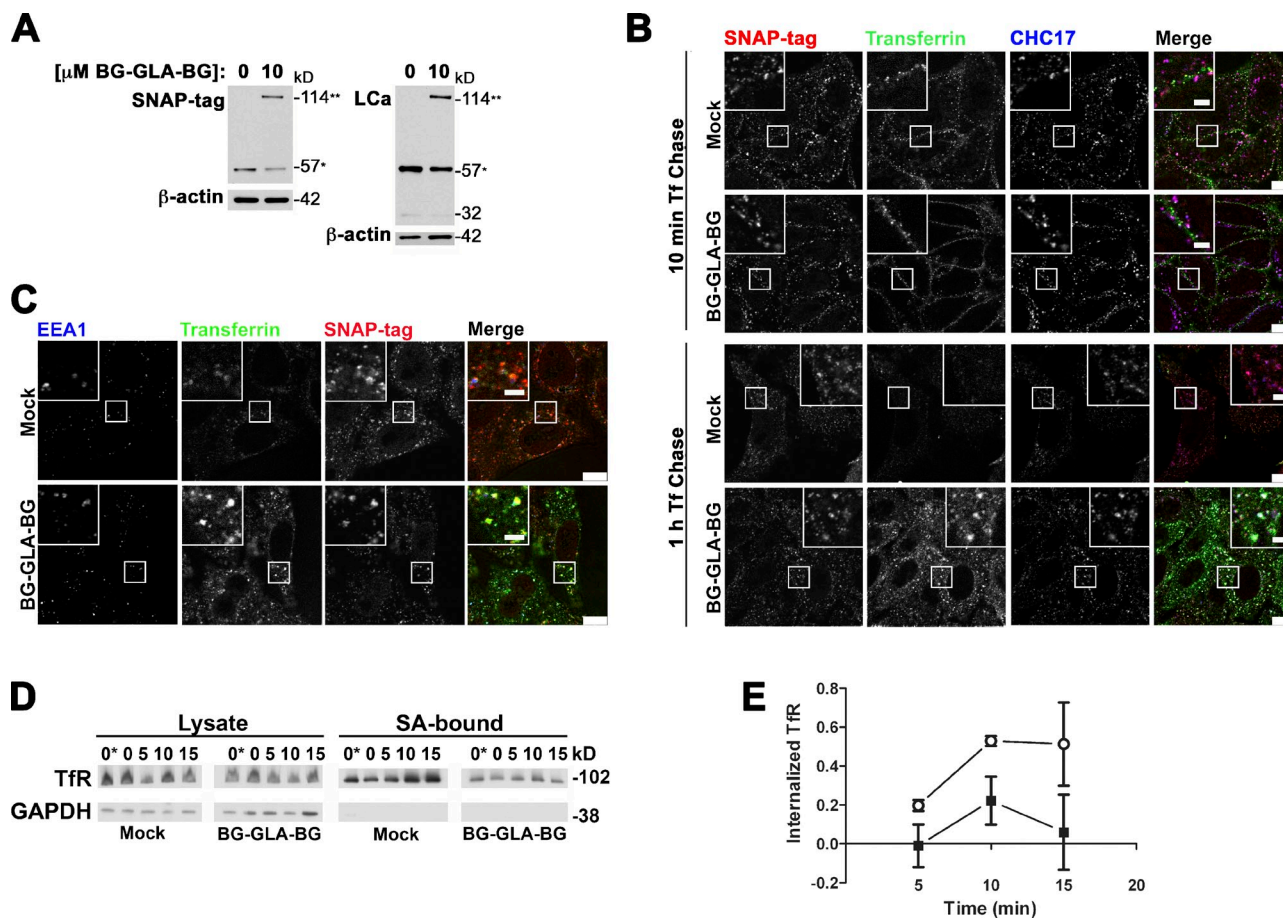 A
[μM BG-GLA-BG]: 0 10 kD 0 10 kD
SNAP-tag -114** LCa -114**
-57* -57*
-32
β-actin -42 β-actin -42
B
SNAP-tag Transferrin CHC17 Merge
10 min Tf Chase
Mock
BG-GLA-BG
1 h Tf Chase
Mock
BG-GLA-BG
C
EEA1 Transferrin SNAP-tag Merge
Mock
BG-GLA-BG
D
Lysate SA-bound
0* 0 5 10 15 0* 0 5 10 15 0* 0 5 10 15 0* 0 5 10 15 kD
TfR -102
GAPDH -38
Mock BG-GLA-BG Mock BG-GLA-BG
E
Internalized TfR
0.8
0.6
0.4
0.2
0.0
-0.2
5 10 15 20
Time (min)